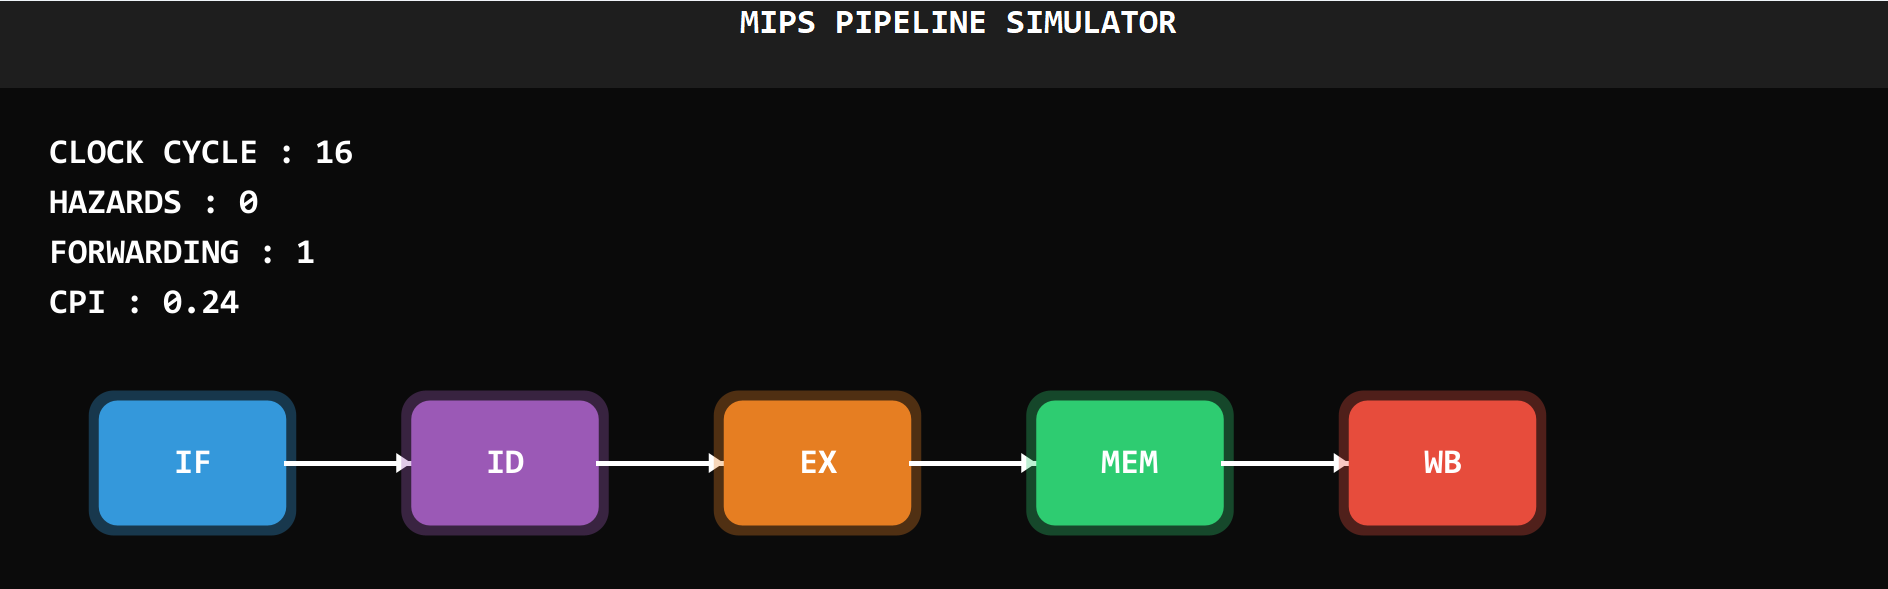 MIPS PIPELINE SIMULATOR
CLOCK CYCLE : 16
HAZARDS : 0
FORWARDING : 1
CPI : 0.24
IF ID EX MEM WB